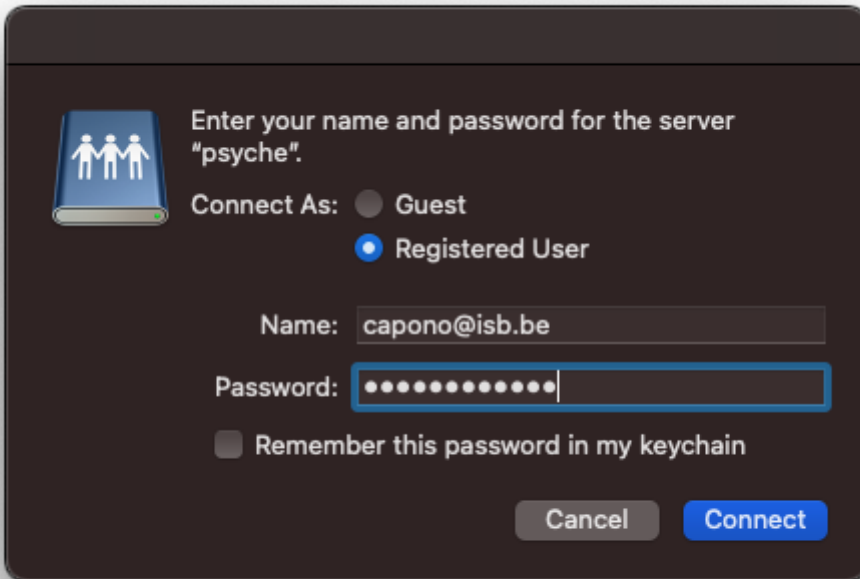 Enter your name and password for the server
“psyche”.
Connect As: Guest
Registered User
Name: capono@isb.be
Password: ••••••••••••
Remember this password in my keychain
Cancel Connect